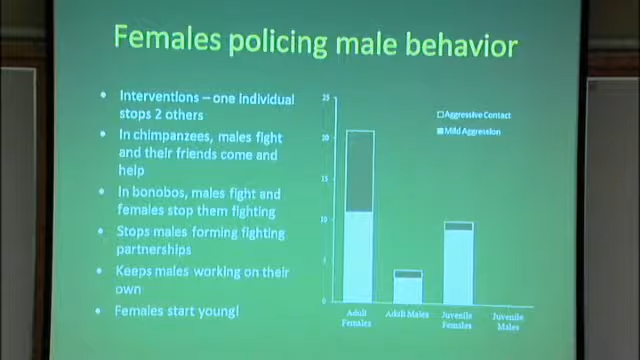 Females policing male behavior
• Interventions – one individual
stops 2 others
• In chimpanzees, males fight
and their friends come and
help
• In bonobos, males fight and
females stop them fighting
• Stops males forming fighting
partnerships
• Keeps males working on their
own
• Females start young!
25
20
15
10
5
0
Aggressive Contact
Mild Aggression
Adult
Females
Adult Males
Juvenile
Females
Juvenile
Males